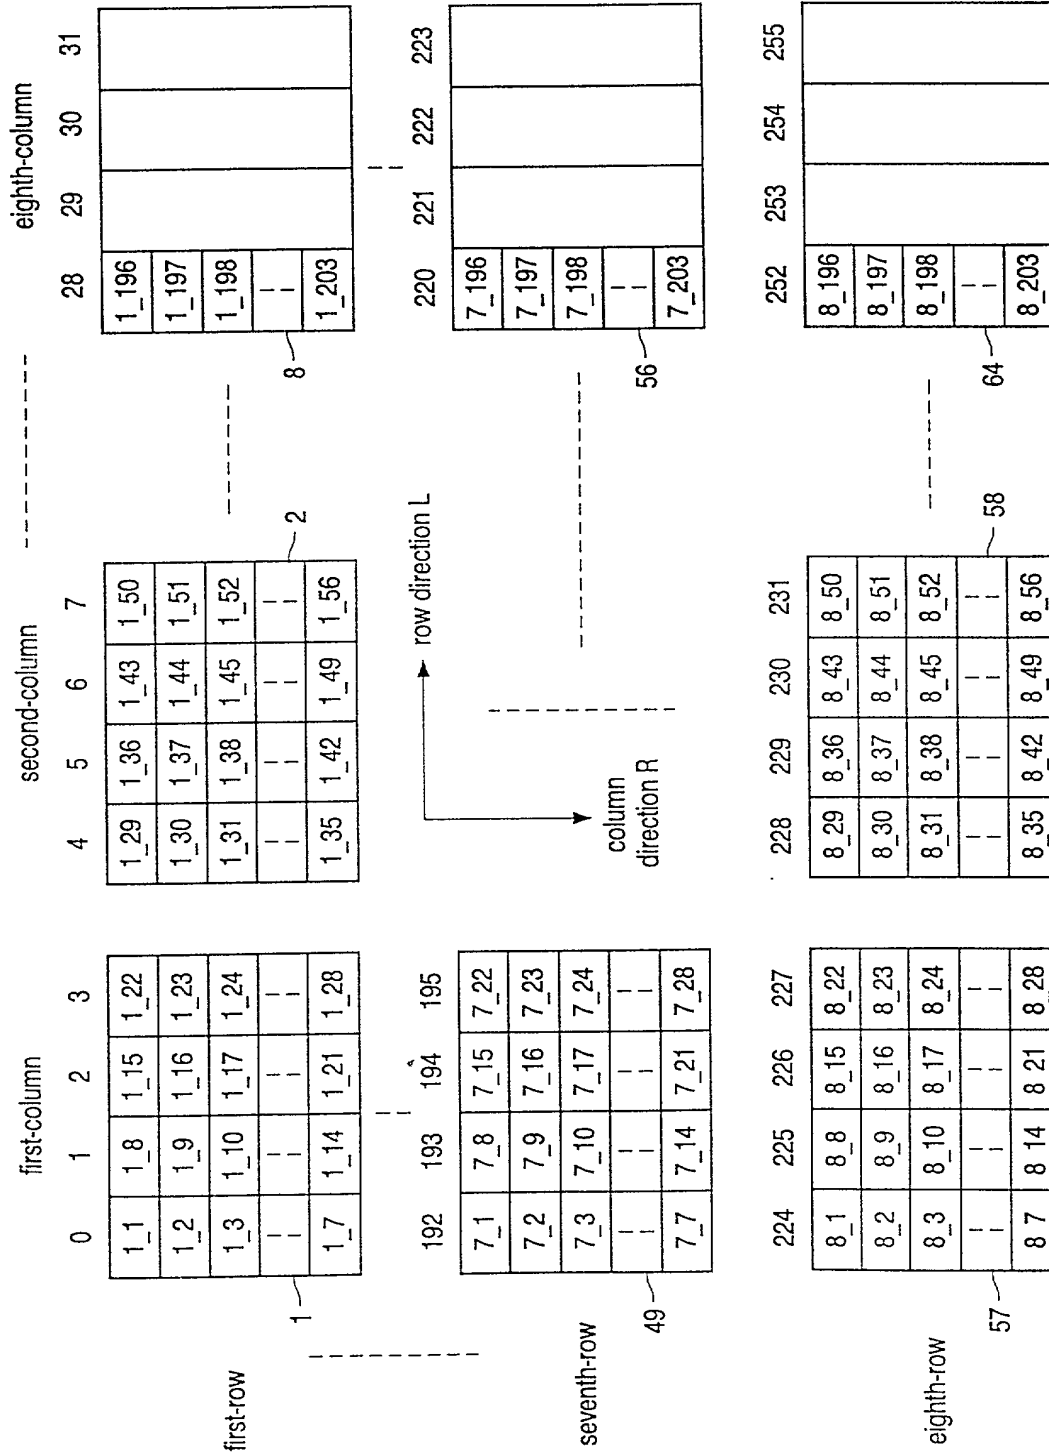 first-column second-column eighth-column
0 1 2 3 4 5 6 7 28 29 30 31
1_1 1_8 1_15 1_22 1_29 1_36 1_43 1_50 1_196
1_2 1_9 1_16 1_23 1_30 1_37 1_44 1_51 1_197
first-row 1_3 1_10 1_17 1_24 1_31 1_38 1_45 1_52 1_198
1_7 1_14 1_21 1_28 1_35 1_42 1_49 1_56 1_203
1 2 8
row direction L
192 193 194 195 220 221 222 223
7_1 7_8 7_15 7_22 7_196
7_2 7_9 7_16 7_23 7_197
seventh-row 7_3 7_10 7_17 7_24 7_198
7_7 7_14 7_21 7_28 7_203
49 56
column
direction R
224 225 226 227 228 229 230 231 252 253 254 255
8_1 8_8 8_15 8_22 8_29 8_36 8_43 8_50 8_196
8_2 8_9 8_16 8_23 8_30 8_37 8_44 8_51 8_197
eighth-row 8_3 8_10 8_17 8_24 8_31 8_38 8_45 8_52 8_198
8 7 8 14 8 21 8_28 8_35 8_42 8_49 8_56 8_203
57 58 64